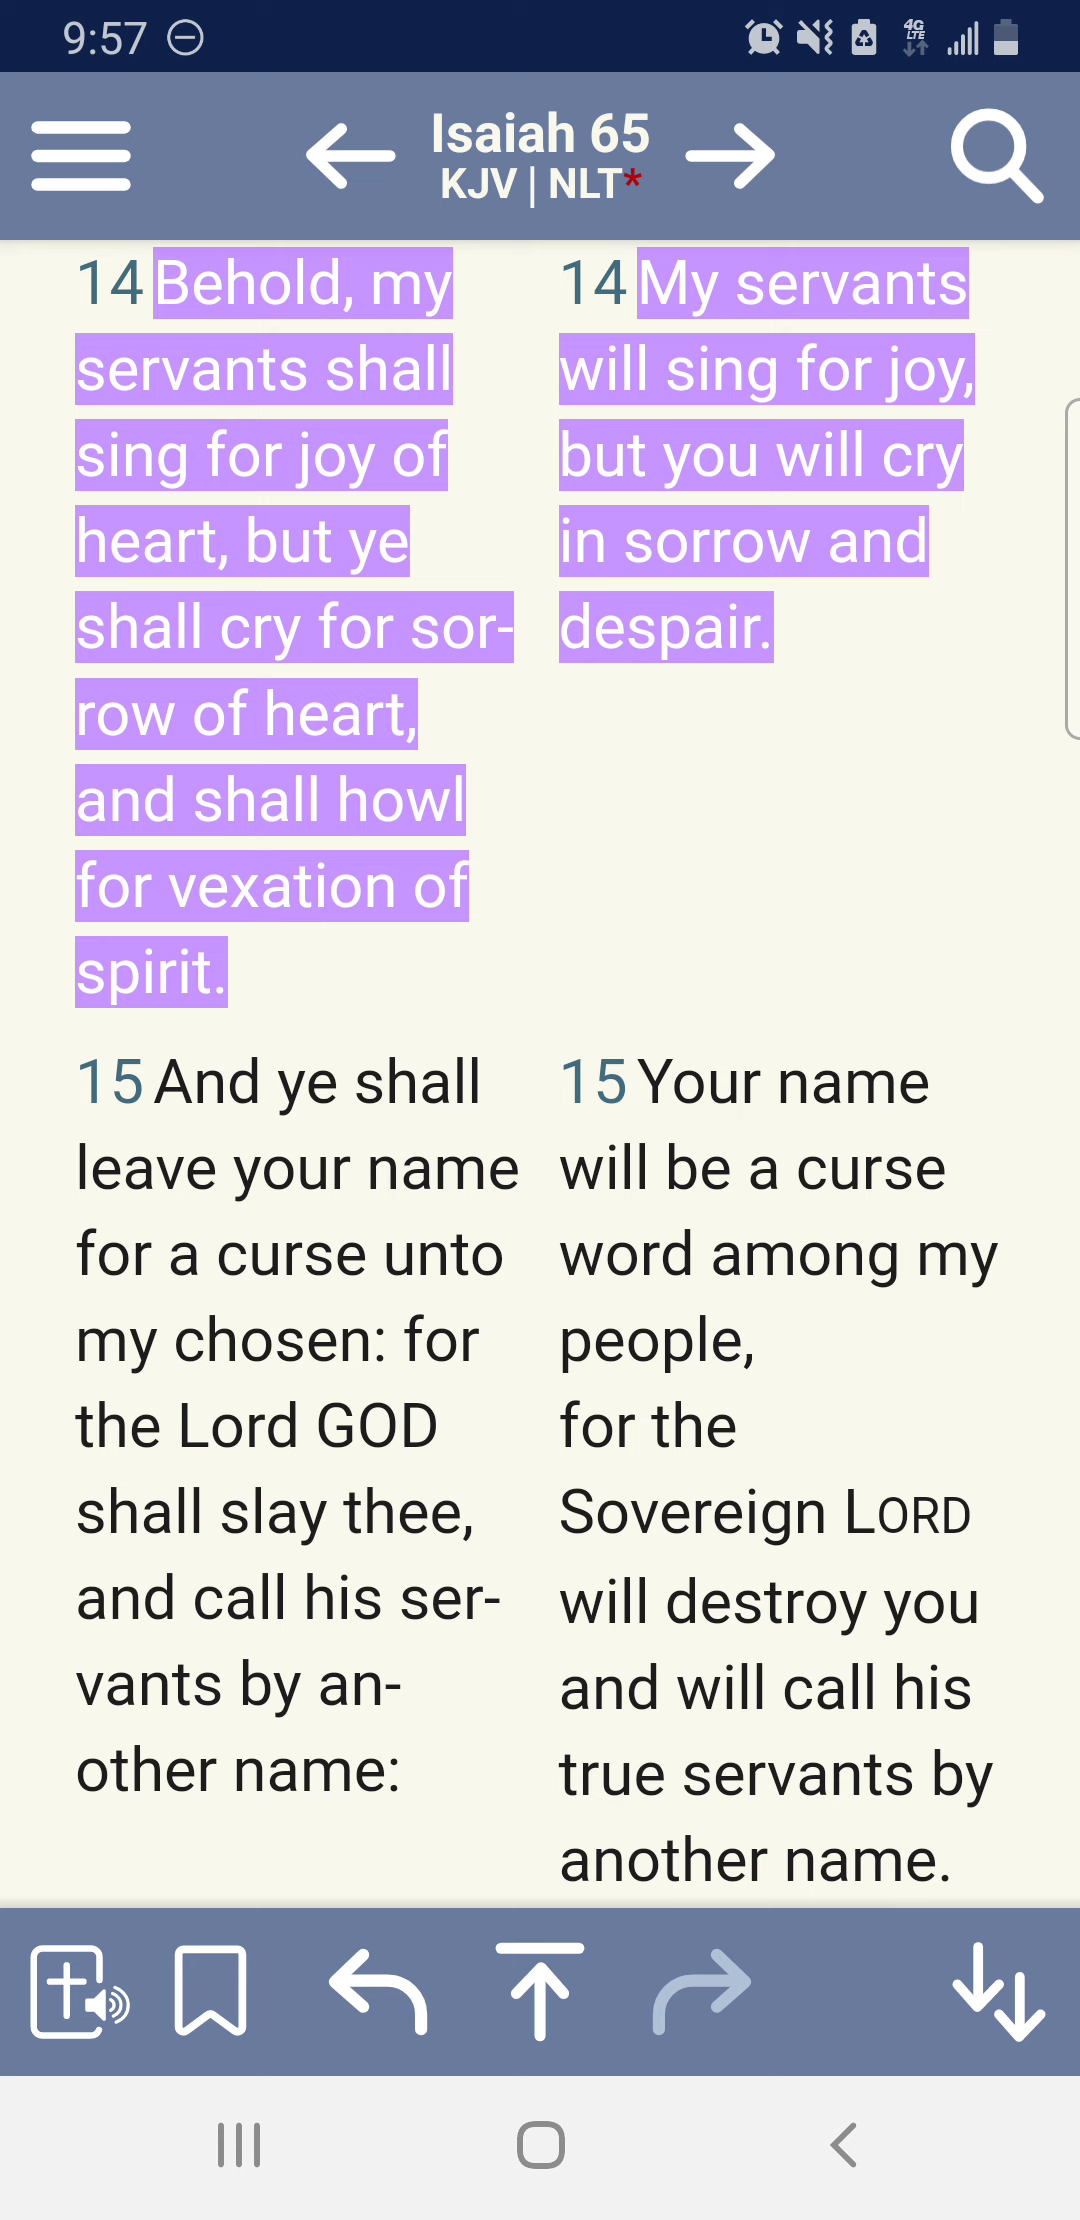 9:57
4G
LTE
Isaiah 65
KJV | NLT*
14 Behold, my
servants shall
sing for joy of
heart, but ye
shall cry for sor-
row of heart,
and shall howl
for vexation of
spirit.
15 And ye shall
leave your name
for a curse unto
my chosen: for
the Lord GOD
shall slay thee,
and call his ser-
vants by an-
other name:
14 My servants
will sing for joy,
but you will cry
in sorrow and
despair.
15 Your name
will be a curse
word among my
people,
for the
Sovereign LORD
will destroy you
and will call his
true servants by
another name.